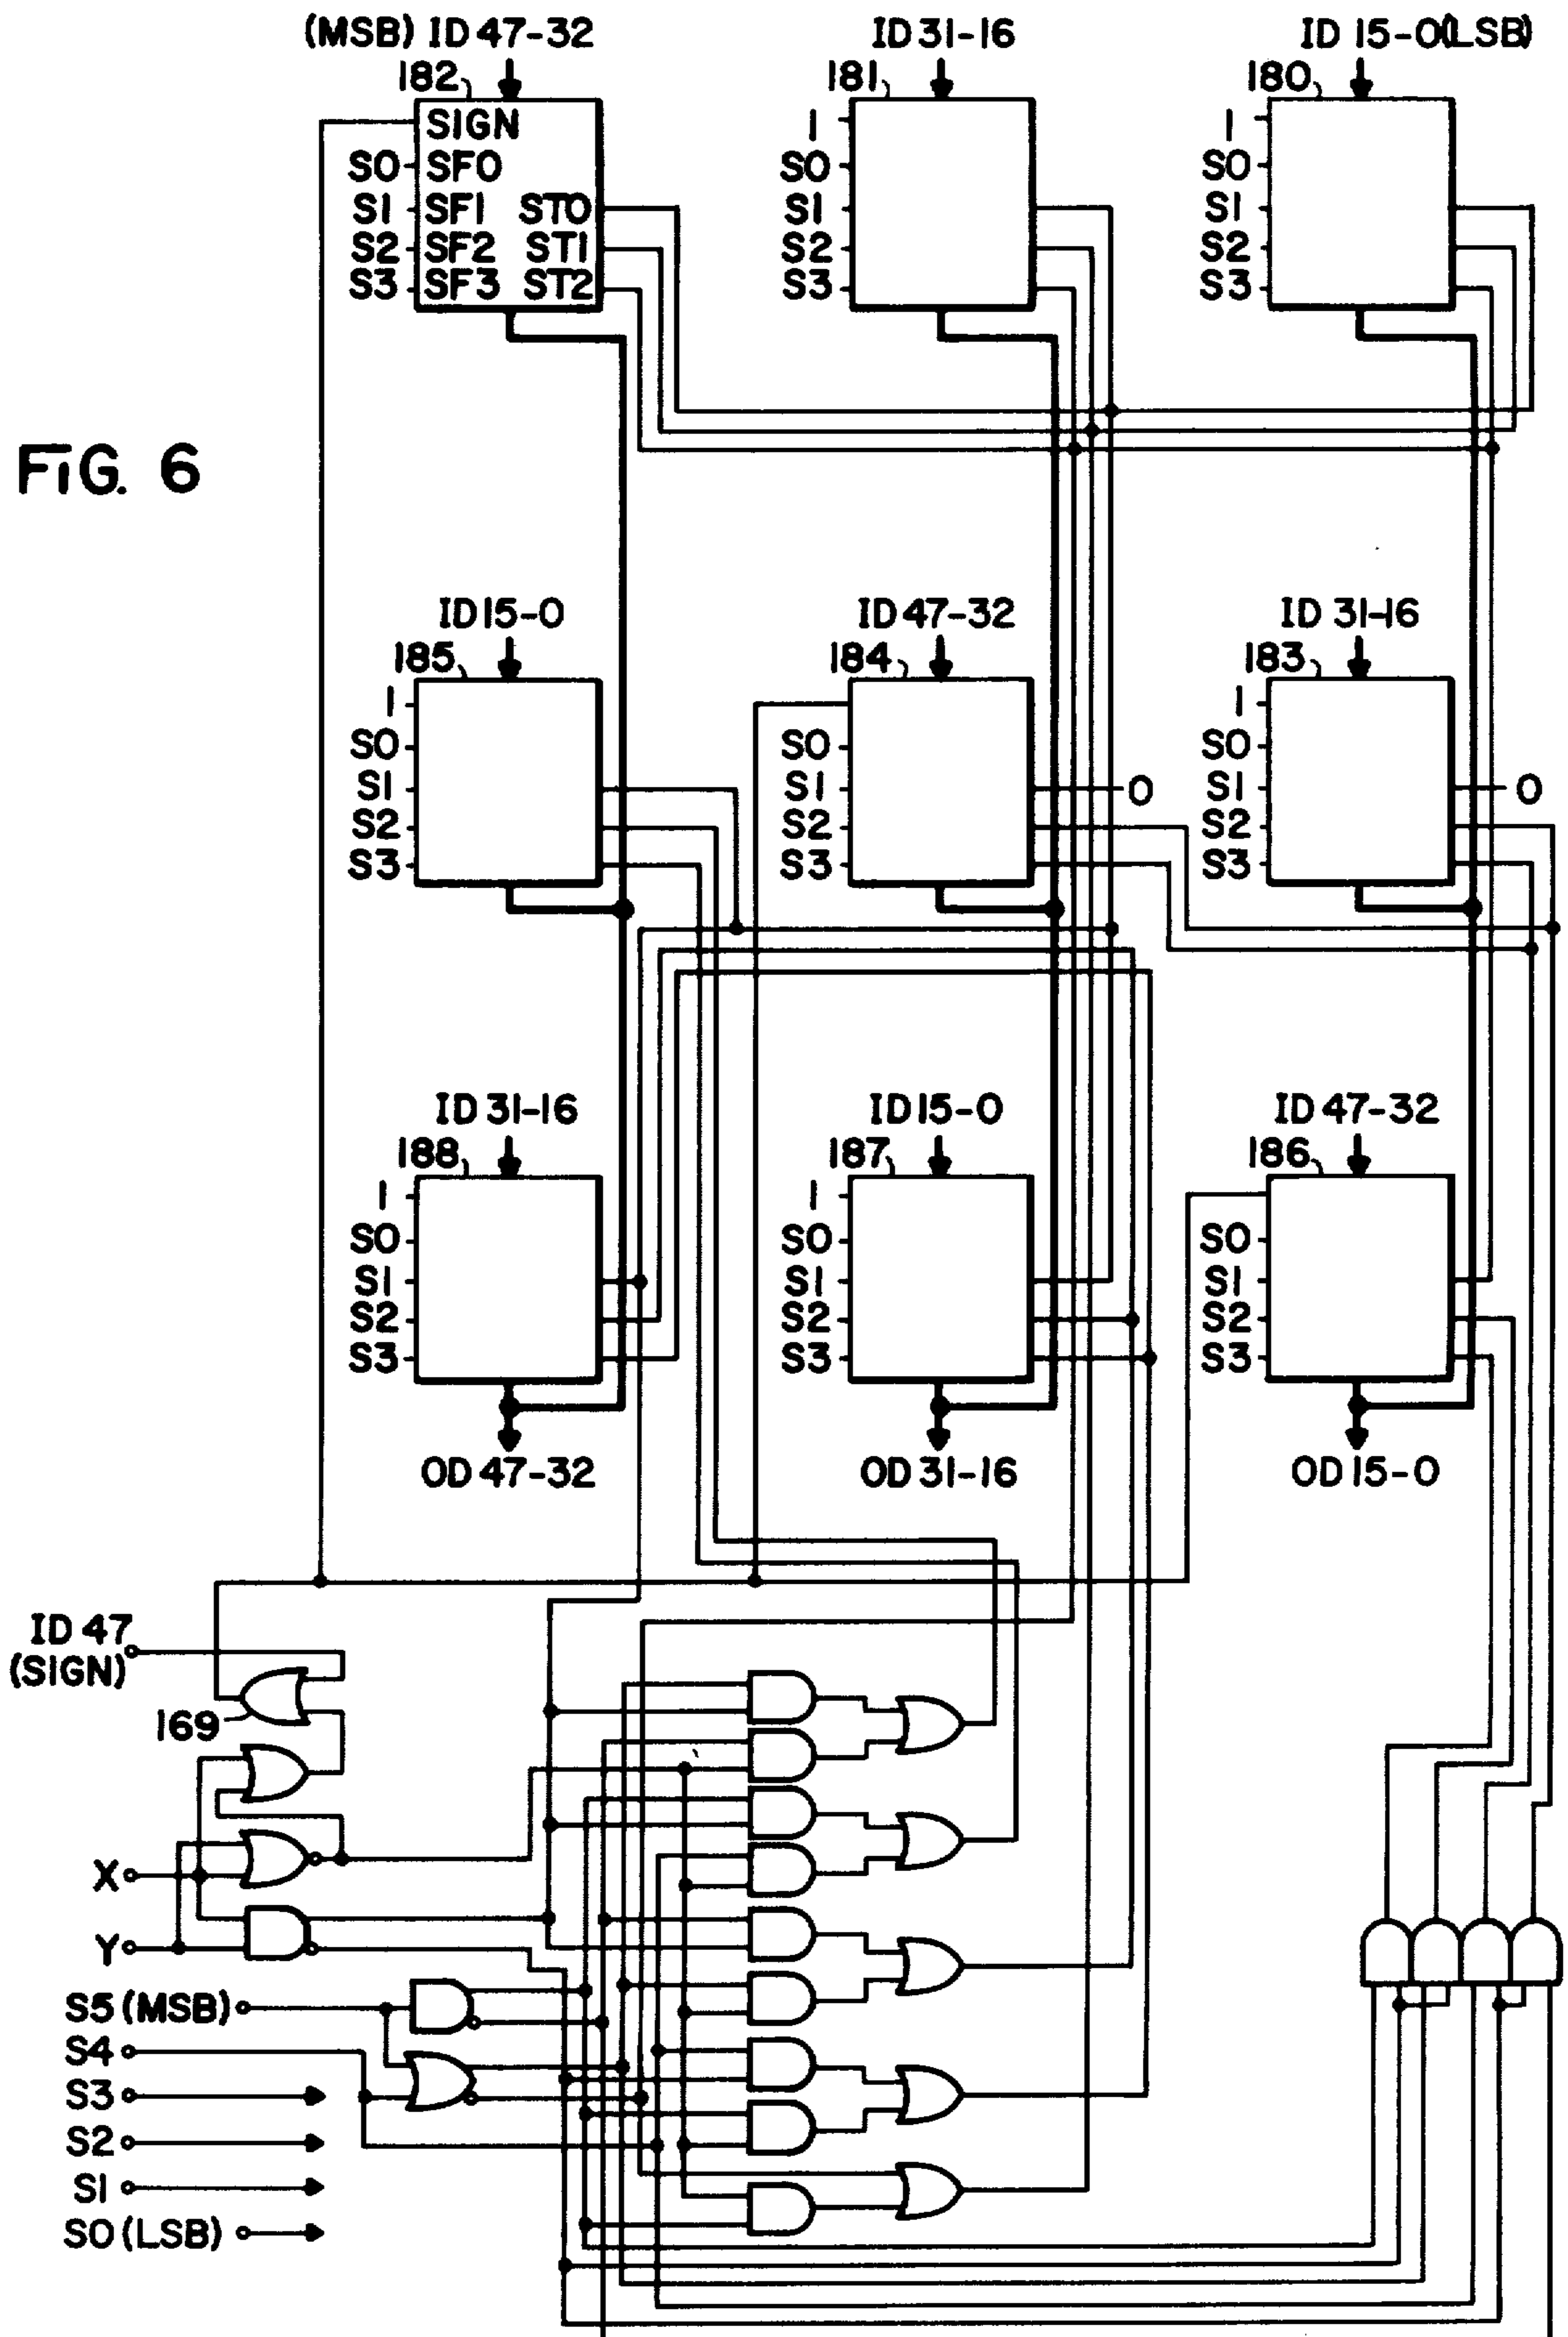 (MSB) ID 47-32
ID 31-16
ID 15-0(LSB)
182
181
180
SIGN
1
1
S0
SF0
S0
S0
S1
SF1
ST0
S1
S1
S2
SF2
ST1
S2
S2
S3
SF3
ST2
S3
S3
FIG. 6
ID 15-0
ID 47-32
ID 31-16
185
184
183
1
1
S0
S0
S0
S1
S1
0
S1
0
S2
S2
S2
S3
S3
S3
ID 31-16
ID 15-0
ID 47-32
188
187
186
1
1
S0
S0
S0
S1
S1
S1
S2
S2
S2
S3
S3
S3
OD 47-32
OD 31-16
OD 15-0
ID 47
(SIGN)
169
X
Y
S5 (MSB)
S4
S3
S2
S1
S0 (LSB)